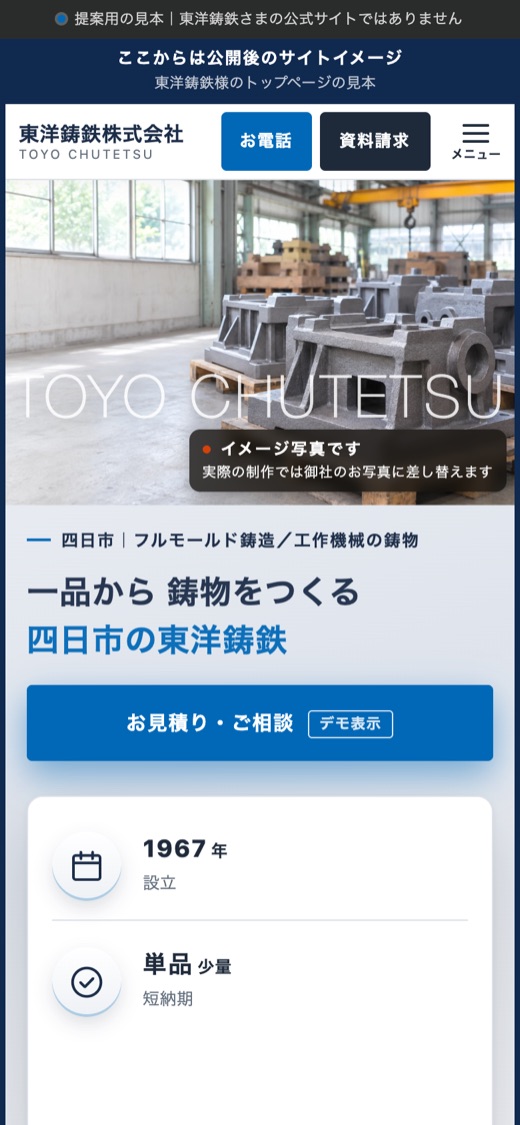 提案用の見本｜東洋鋳鉄さまの公式サイトではありません
ここからは公開後のサイトイメージ
東洋鋳鉄様のトップページの見本
東洋鋳鉄株式会社
TOYO CHUTETSU
お電話
資料請求
メニュー
TOYO CHUTETSU
イメージ写真です
実際の制作では御社のお写真に差し替えます
四日市｜フルモールド鋳造／工作機械の鋳物
一品から 鋳物をつくる
四日市の東洋鋳鉄
お見積り・ご相談 デモ表示
1967 年
設立
単品 少量
短納期